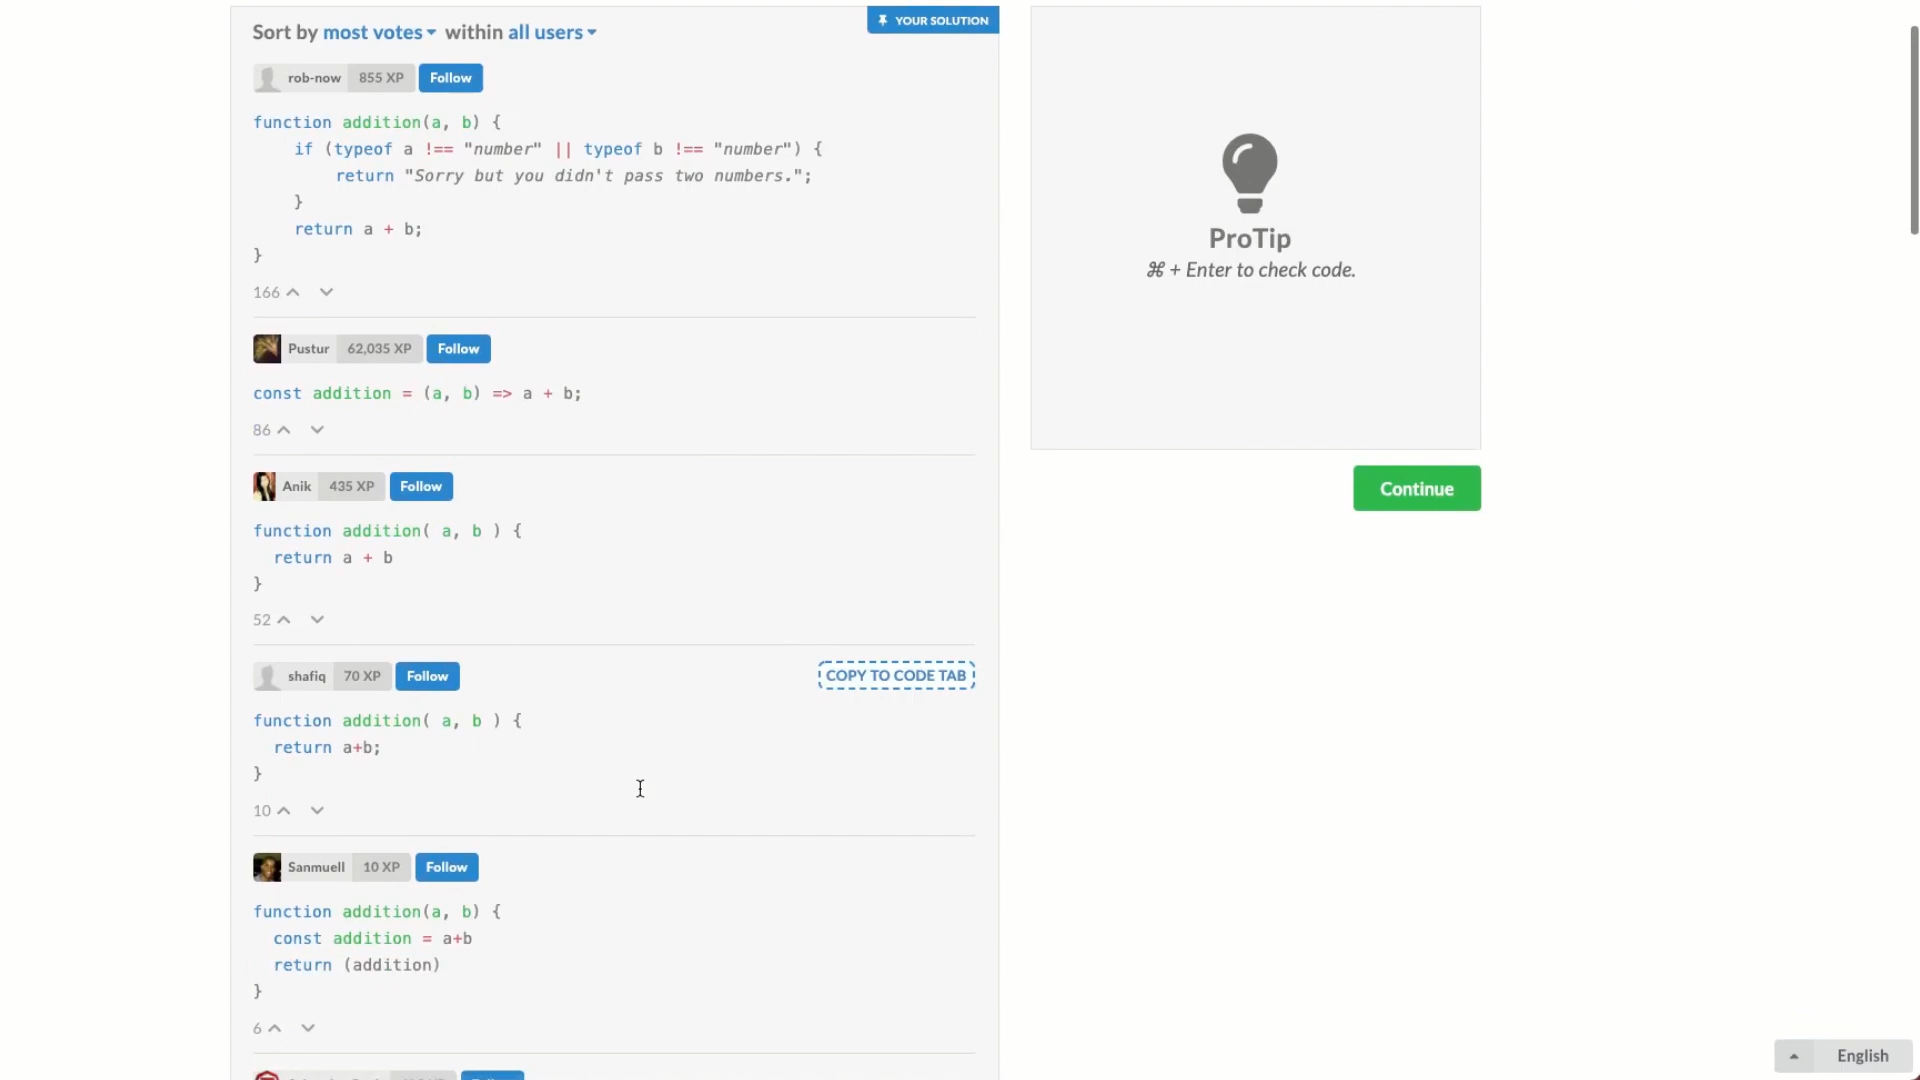 Sort by most votes within all users
YOUR SOLUTION
rob-now 855 XP Follow
function addition(a, b) {
    if (typeof a !== "number" || typeof b !== "number") {
        return "Sorry but you didn't pass two numbers.";
    }
    return a + b;
}
166
Pustur 62,035 XP Follow
const addition = (a, b) => a + b;
86
Anik 435 XP Follow
function addition( a, b ) {
  return a + b
}
52
shafiq 70 XP Follow
COPY TO CODE TAB
function addition( a, b ) {
  return a+b;
}
10
Sanmuell 10 XP Follow
function addition(a, b) {
  const addition = a+b
  return (addition)
}
6
ProTip
⌘ + Enter to check code.
Continue
English